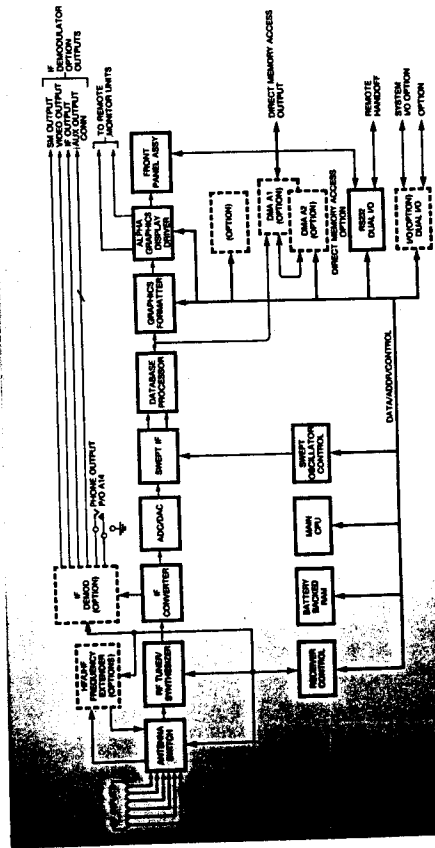 SM OUTPUT
VIDEO OUTPUT
IF OUTPUT
AUX OUTPUT
CONN
IF
DEMODULATOR
OPTION
OUTPUTS
TO REMOTE
MONITOR UNITS
PHONE OUTPUT
P/O A14
IF
DEMOD
(OPTION)
HF/UHF
FREQUENCY
EXTENDER
(OPTIONS)
ANTENNA
SWITCH
RF TUNER/
SYNTHESIZER
IF
CONVERTER
ADC/DAC
SWEPT IF
DATABASE
PROCESSOR
GRAPHICS
FORMATTER
ALPHA
GRAPHICS
DISPLAY
DRIVER
FRONT
PANEL ASSY
(OPTION)
DMA A1
(OPTION)
DMA A2
(OPTION)
DIRECT MEMORY ACCESS
OPTION
DIRECT MEMORY ACCESS
OUTPUT
RS232
DUAL I/O
REMOTE
HANDOFF
I/O (OPTION)
DUAL I/O
SYSTEM
I/O OPTION
OPTION
RECEIVER
CONTROL
BATTERY
BACKED
RAM
MAIN
CPU
SWEPT
OSCILLATOR
CONTROL
DATA/ADDR/CONTROL